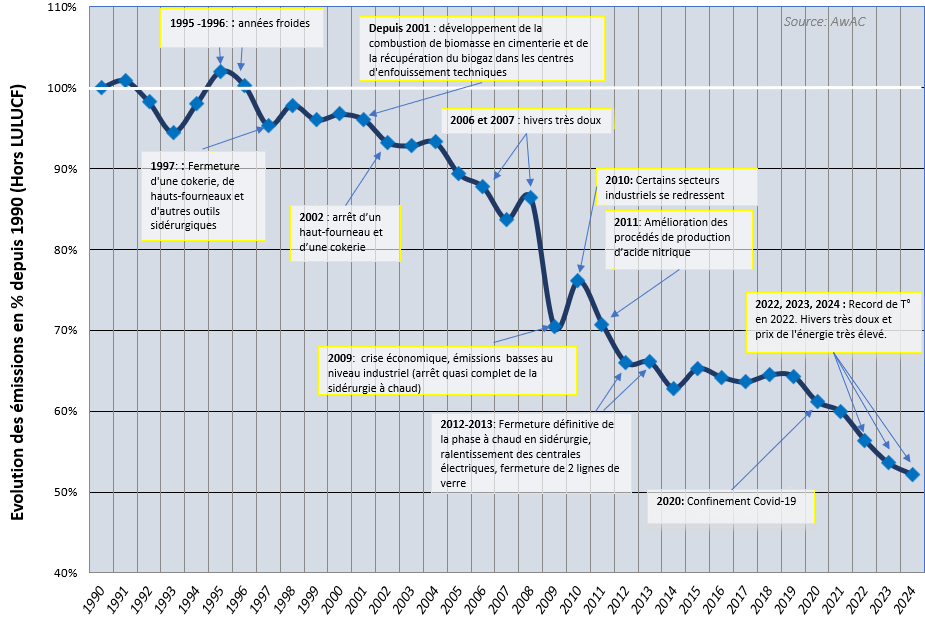 110%
Source: AwAC
1995 -1996: : années froides
Depuis 2001 : développement de la
combustion de biomasse en cimenterie et de
la récupération du biogaz dans les centres
d'enfouissement techniques
100%
2006 et 2007 : hivers très doux
1997: : Fermeture
d'une cokerie, de
hauts-fourneaux et
d'autres outils
sidérurgiques
90%
2010: Certains secteurs
industriels se redressent
2002 : arrêt d'un
haut-fourneau et
d'une cokerie
2011: Amélioration des
procédés de production
d'acide nitrique
80%
2022, 2023, 2024 : Record de T°
en 2022. Hivers très doux et
prix de l'énergie très élevé.
70%
2009: crise économique, émissions basses au
niveau industriel (arrêt quasi complet de la
sidérurgie à chaud)
60%
2012-2013: Fermeture définitive de
la phase à chaud en sidérurgie,
ralentissement des centrales
électriques, fermeture de 2 lignes de
verre
50%
2020: Confinement Covid-19
40%
Evolution des émissions en % depuis 1990 (Hors LULUCF)
1990 1991 1992 1993 1994 1995 1996 1997 1998 1999 2000 2001 2002 2003 2004 2005 2006 2007 2008 2009 2010 2011 2012 2013 2014 2015 2016 2017 2018 2019 2020 2021 2022 2023 2024